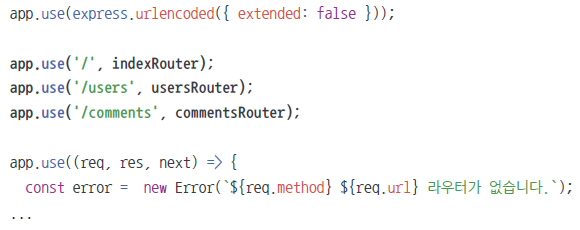 app.use(express.urlencoded({ extended: false }));
app.use('/', indexRouter);
app.use('/users', usersRouter);
app.use('/comments', commentsRouter);
app.use((req, res, next) => {
const error =  new Error(`${req.method} ${req.url} 라우터가 없습니다.`);
...